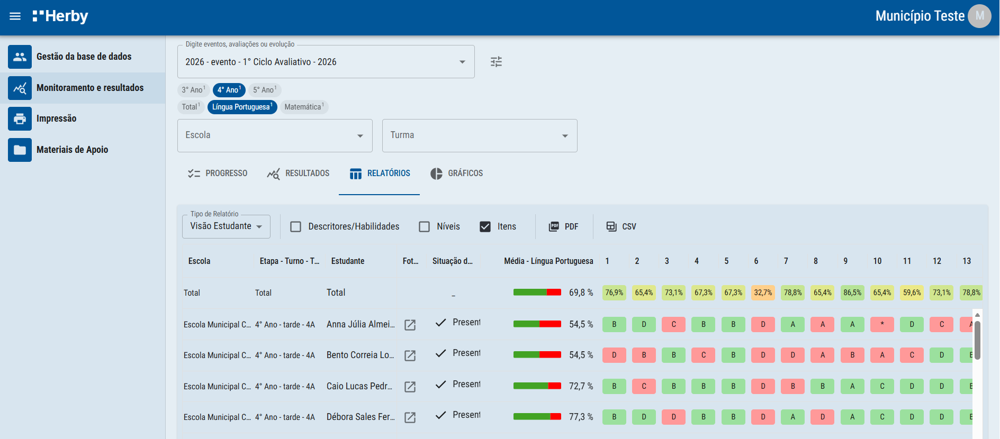 Herby
Município Teste M
Gestão da base de dados
Monitoramento e resultados
Impressão
Materiais de Apoio
Digite eventos, avaliações ou evolução
2026 - evento - 1° Ciclo Avaliativo - 2026
3° Ano1 4° Ano1 5° Ano1
Total1 Língua Portuguesa1 Matemática1
Escola Turma
PROGRESSO RESULTADOS RELATÓRIOS GRÁFICOS
Tipo de Relatório
Visão Estudante Descritores/Habilidades Níveis Itens PDF PDF CSV
Escola Etapa - Turno - T... Estudante Fot... Situação d... Média - Língua Portuguesa 1 2 3 4 5 6 7 8 9 10 11 12 13
Total Total Total _ 69,8 % 76,9% 65,4% 73,1% 67,3% 67,3% 32,7% 78,8% 65,4% 86,5% 65,4% 59,6% 73,1% 78,8%
Escola Municipal C... 4° Ano - tarde - 4A Anna Júlia Almei... Present 54,5 % B D C B B D A A A * D C A
Escola Municipal C... 4° Ano - tarde - 4A Bento Correia Lo... Present 54,5 % D B B C B D D A B A C D
Escola Municipal C... 4° Ano - tarde - 4A Caio Lucas Pedr... Present 72,7 % B C B B B D B B A C D D
Escola Municipal C... 4° Ano - tarde - 4A Débora Sales Fer... Present 77,3 % B D D B B D A D A C D D